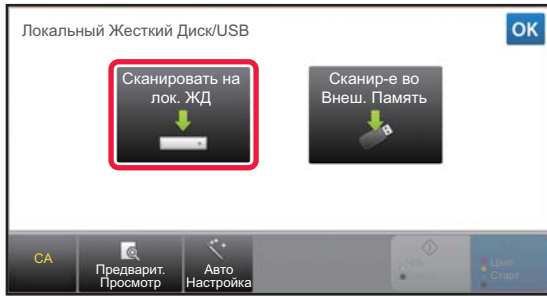 Локальный Жесткий Диск/USB
OK
Сканировать на
лок. ЖД
Сканир-е во
Внеш. Память
CA
Предварит.
Просмотр
Авто
Настройка
Ч/Б
Цвет
Старт